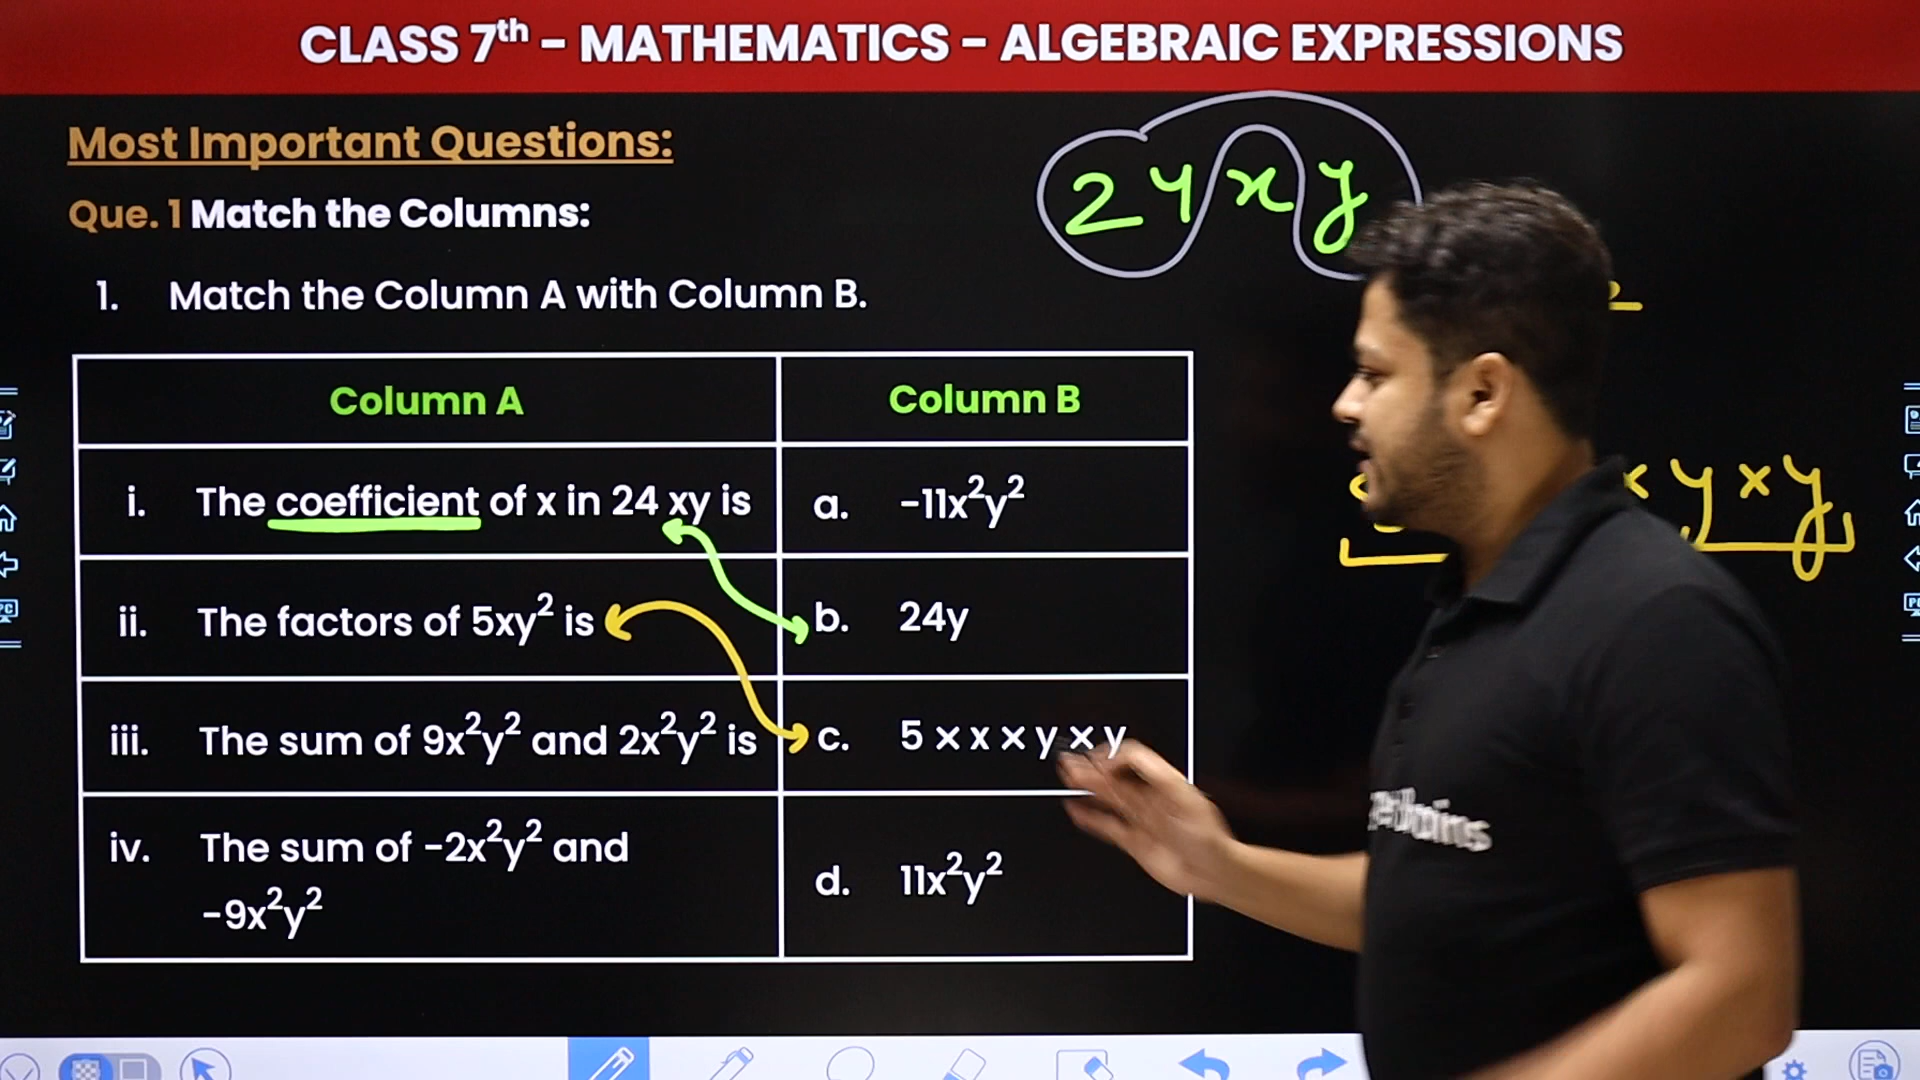 CLASS 7th - MATHEMATICS - ALGEBRAIC EXPRESSIONS
Most Important Questions:
24xy
Que. 1 Match the Columns:
1. Match the Column A with Column B.
Column A Column B
i. The coefficient of x in 24 xy is a. -11x²y²
ii. The factors of 5xy² is b. 24y
iii. The sum of 9x²y² and 2x²y² is c. 5 × x × y × y
iv. The sum of -2x²y² and
-9x²y²
d. 11x²y²
× y × y